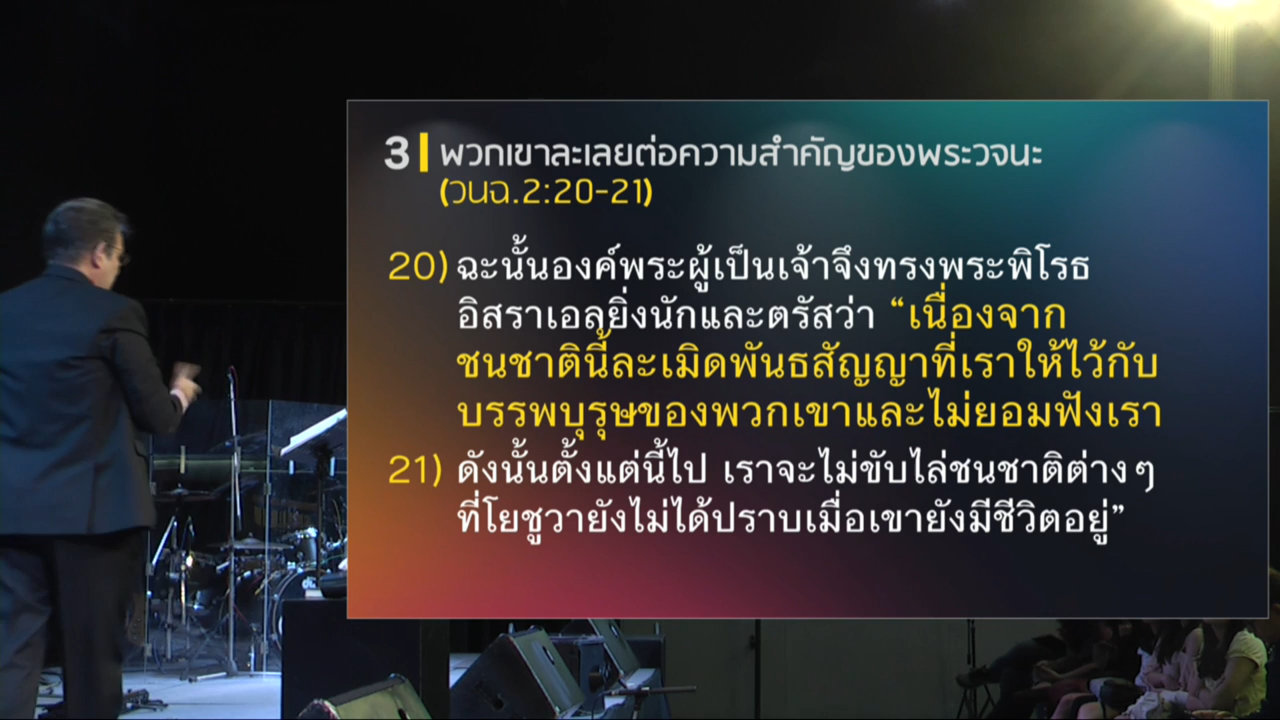 3 | พวกเขาละเลยต่อความสำคัญของพระวจนะ
(วนฉ.2:20-21)
20) ฉะนั้นองค์พระผู้เป็นเจ้าจึงทรงพระพิโรธ
อิสราเอลยิ่งนักและตรัสว่า “เนื่องจาก
ชนชาตินี้ละเมิดพันธสัญญาที่เราให้ไว้กับ
บรรพบุรุษของพวกเขาและไม่ยอมฟังเรา
21) ดังนั้นตั้งแต่นี้ไป เราจะไม่ขับไล่ชนชาติต่างๆ
ที่โยชูวายังไม่ได้ปราบเมื่อเขายังมีชีวิตอยู่”